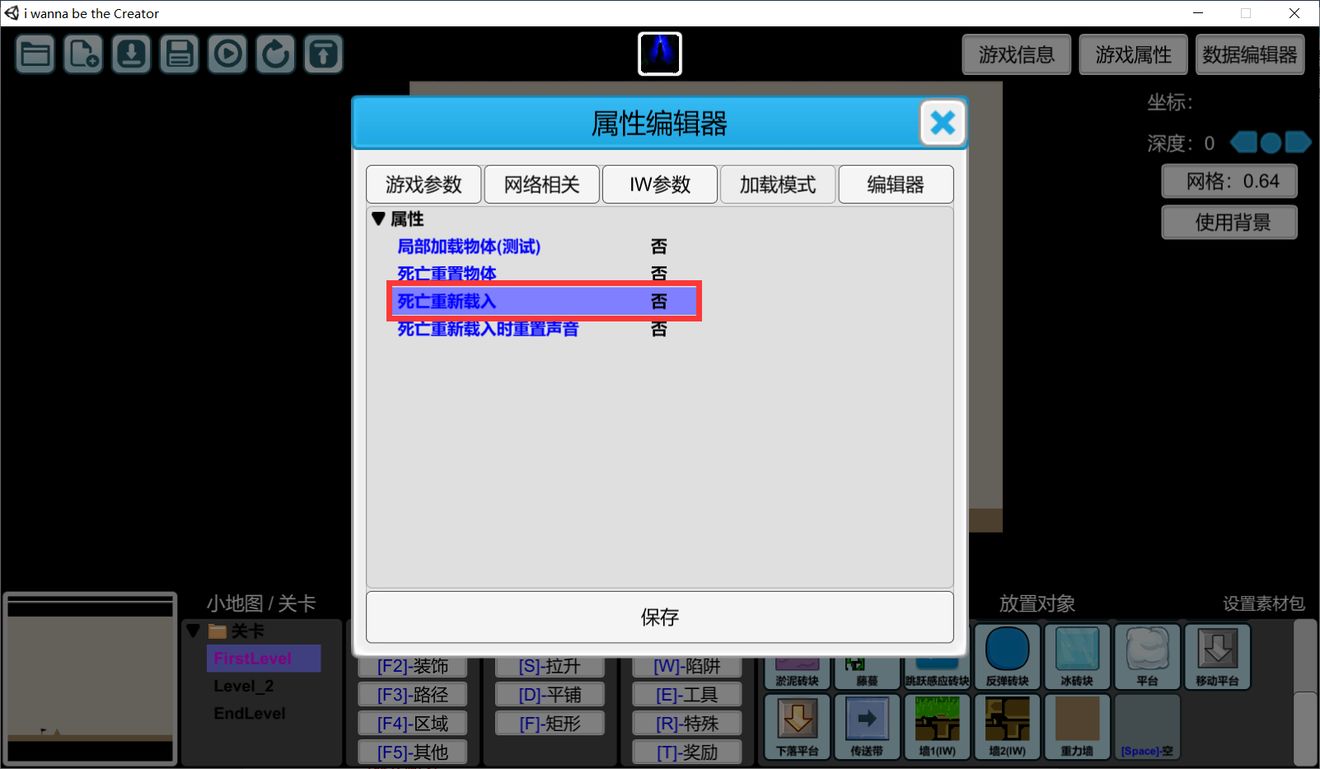 i wanna be the Creator
游戏信息
游戏属性
数据编辑器
坐标：
深度：0
网格：0.64
使用背景
属性编辑器
游戏参数
网络相关
IW参数
加载模式
编辑器
属性
局部加载物体(测试) 否
死亡重置物体 否
死亡重新载入 否
死亡重新载入时重置声音 否
保存
小地图 / 关卡
关卡
FirstLevel
Level_2
EndLevel
[F2]-装饰
[F3]-路径
[F4]-区域
[F5]-其他
[S]-拉升
[D]-平铺
[F]-矩形
[W]-陷阱
[E]-工具
[R]-特殊
[T]-奖励
放置对象
设置素材包
淤泥砖块
藤蔓
跳跃感应砖块
反弹砖块
冰砖块
平台
移动平台
下落平台
传送带
墙1(IW)
墙2(IW)
重力墙
[Space]-空